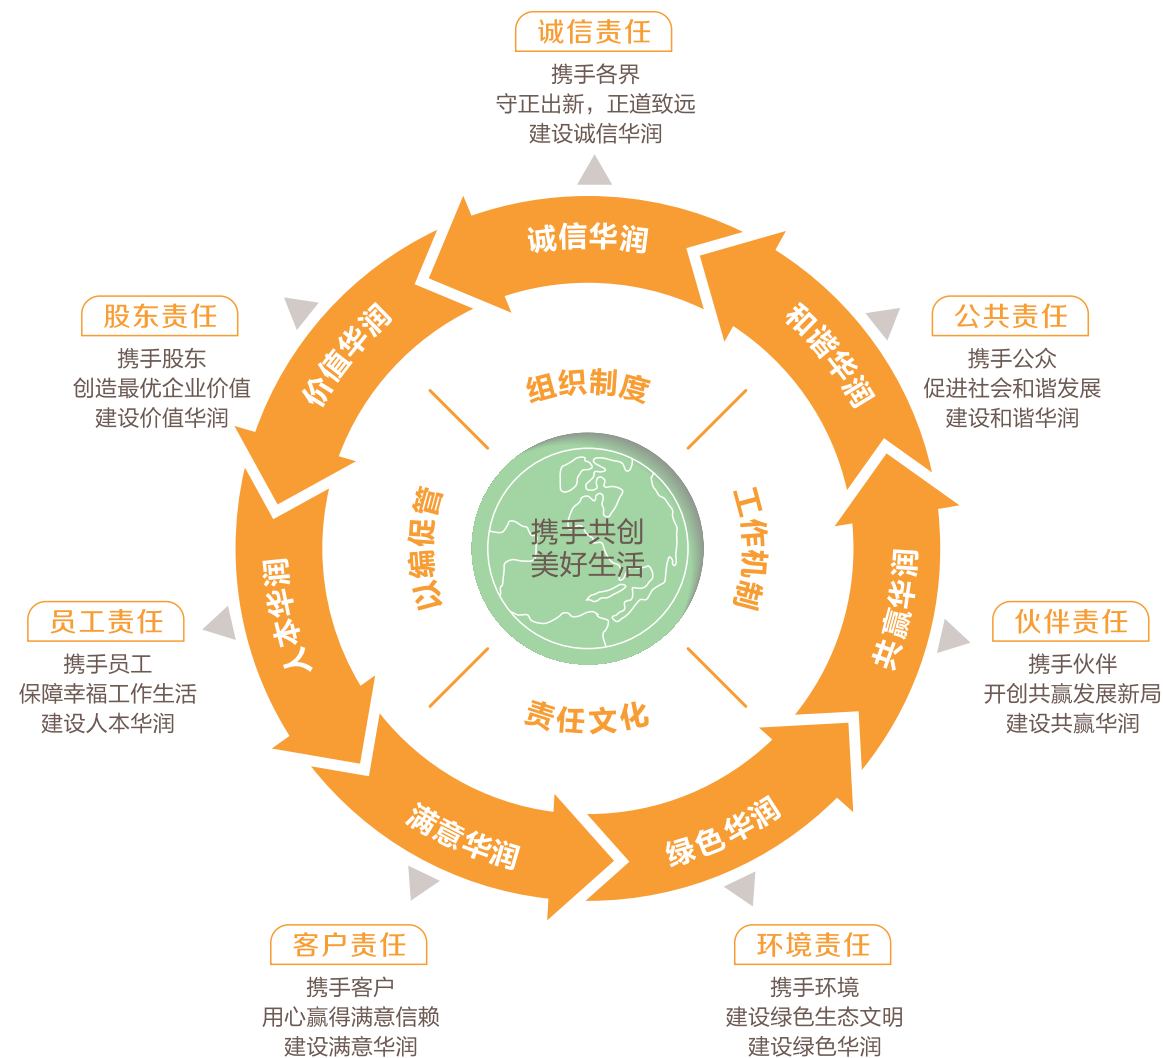 诚信责任
携手各界
守正出新，正道致远
建设诚信华润
诚信华润
股东责任
携手股东
创造最优企业价值
建设价值华润
价值华润
和谐华润
公共责任
携手公众
促进社会和谐发展
建设和谐华润
组织制度
以编促管
携手共创
美好生活
工作机制
责任文化
员工责任
携手员工
保障幸福工作生活
建设人本华润
人本华润
共赢华润
伙伴责任
携手伙伴
开创共赢发展新局
建设共赢华润
满意华润
绿色华润
客户责任
携手客户
用心赢得满意信赖
建设满意华润
环境责任
携手环境
建设绿色生态文明
建设绿色华润